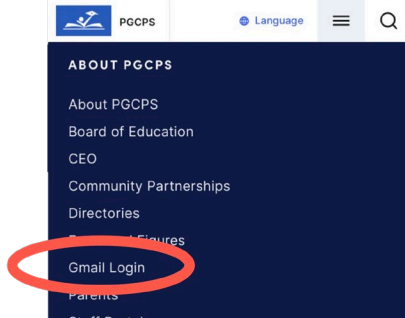 PGCPS
Language
ABOUT PGCPS
About PGCPS
Board of Education
CEO
Community Partnerships
Directories
Figures
Gmail Login
Parents